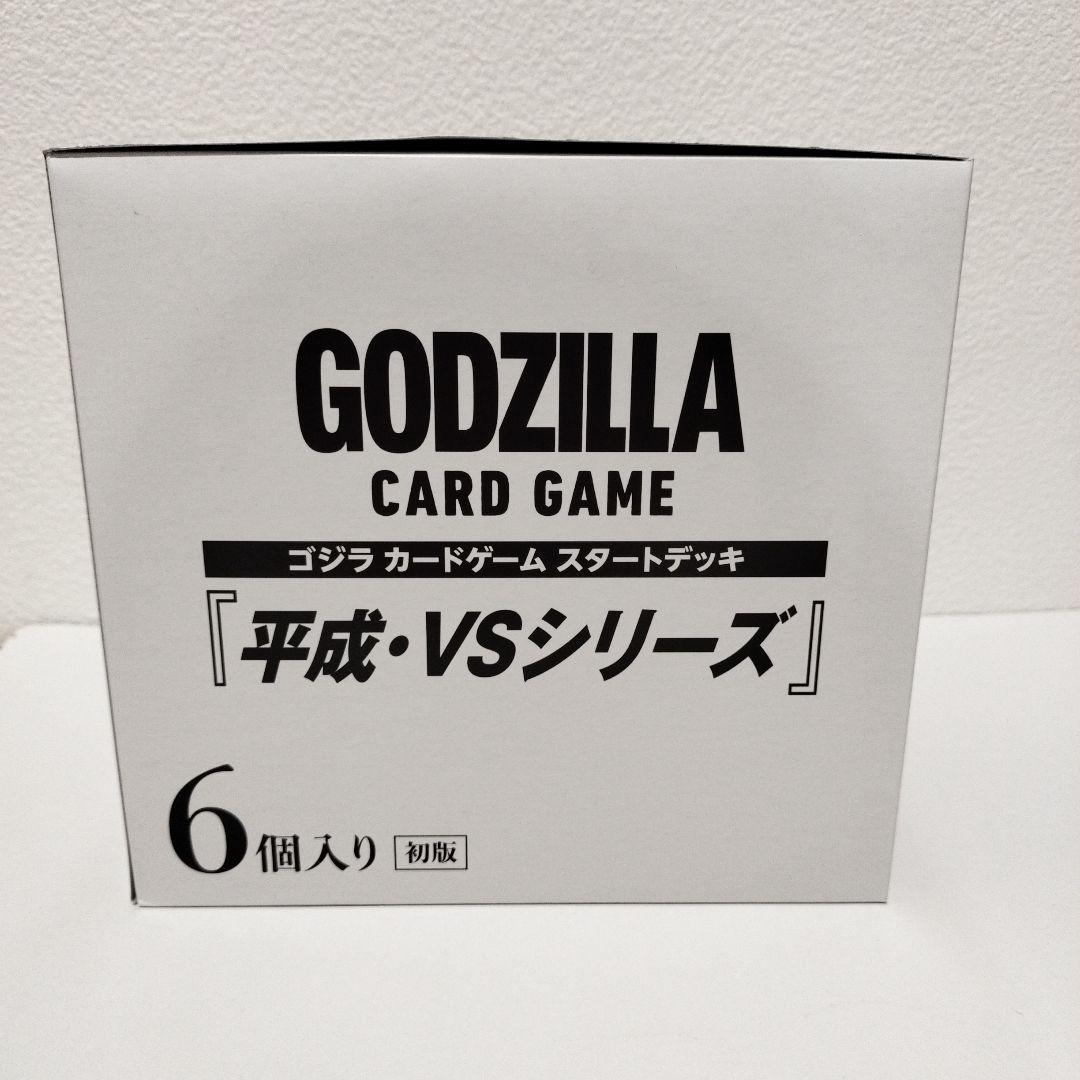 GODZILLA
CARD GAME
ゴジラ カードゲーム スタートデッキ
『平成・VSシリーズ』
6個入り 初版